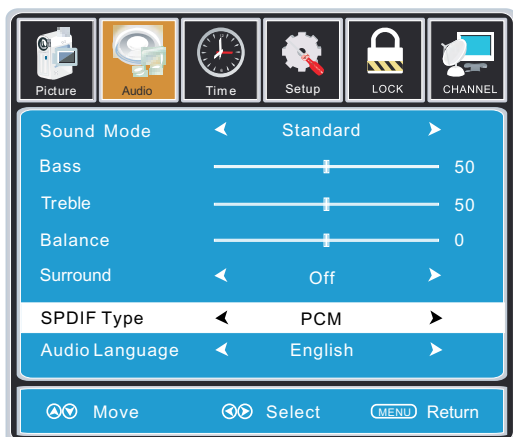 Picture Audio Time Setup LOCK CHANNEL
Sound Mode Standard
Bass 50
Treble 50
Balance 0
Surround Off
SPDIF Type PCM
Audio Language English
Move Select MENU Return